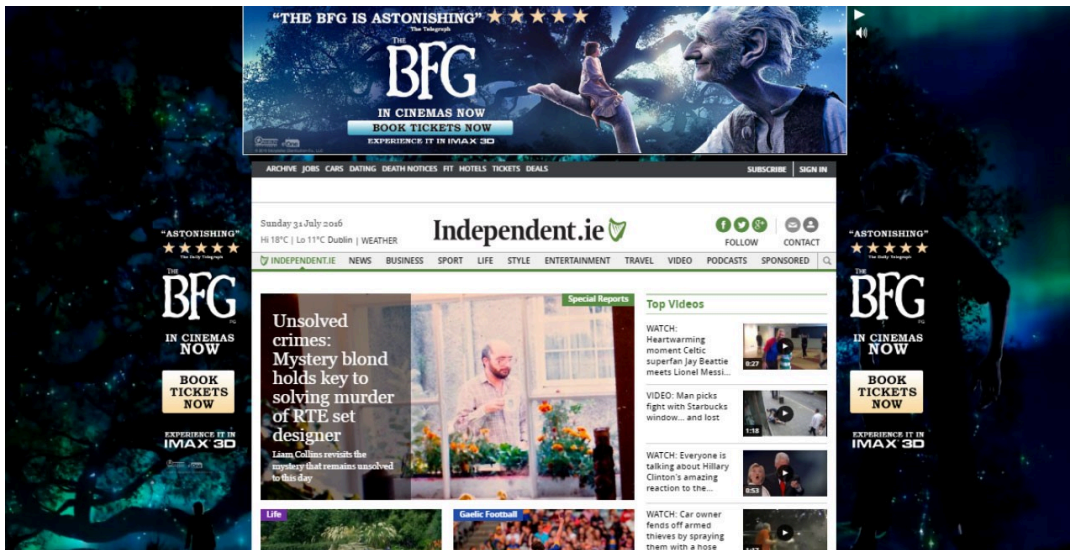 “THE BFG IS ASTONISHING” ★★★★★
The Telegraph
THE
BFG
IN CINEMAS NOW
BOOK TICKETS NOW
EXPERIENCE IT IN IMAX 3D
ARCHIVE JOBS CARS DATING DEATH NOTICES FIT HOTELS TICKETS DEALS
SUBSCRIBE SIGN IN
Sunday 31 July 2016
Hi 18°C | Lo 11°C Dublin | WEATHER
Independent.ie
FOLLOW
CONTACT
INDEPENDENT.IE NEWS BUSINESS SPORT LIFE STYLE ENTERTAINMENT TRAVEL VIDEO PODCASTS SPONSORED
“ASTONISHING”
★★★★★
The Daily Telegraph
THE
BFG
PG
IN CINEMAS
NOW
BOOK
TICKETS
NOW
EXPERIENCE IT IN
IMAX 3D
Special Reports
Unsolved
crimes:
Mystery blond
holds key to
solving murder
of RTE set
designer
Liam Collins revisits the
mystery that remains unsolved
to this day
Life
Gaelic Football
Top Videos
WATCH:
Heartwarming
moment Celtic
superfan Jay Beattie
meets Lionel Messi...
0:27
VIDEO: Man picks
fight with Starbucks
window... and lost
1:18
WATCH: Everyone is
talking about Hillary
Clinton's amazing
reaction to the...
0:53
WATCH: Car owner
fends off armed
thieves by spraying
them with a hose
“ASTONISHING”
★★★★★
The Daily Telegraph
THE
BFG
PG
IN CINEMAS
NOW
BOOK
TICKETS
NOW
EXPERIENCE IT IN
IMAX 3D